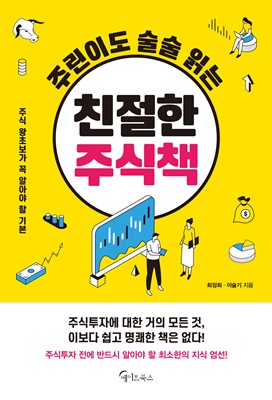 주린이도 술술 읽는
친절한
주식책
주식 왕초보가 꼭 알아야 할 기본
최정희 · 이슬기 지음
주식투자에 대한 거의 모든 것,
이보다 쉽고 명쾌한 책은 없다!
주식투자 전에 반드시 알아야 할 최소한의 지식 엄선!
메이트북스